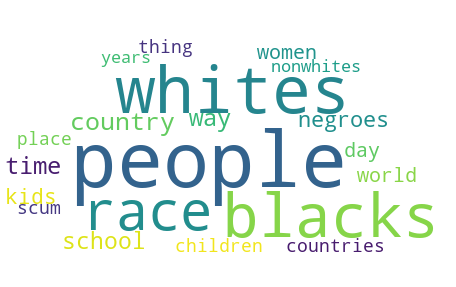 thing
women
years
nonwhites
whites
country
way
negroes
people
place
day
time
world
kids
race
blacks
scum
school
children
countries